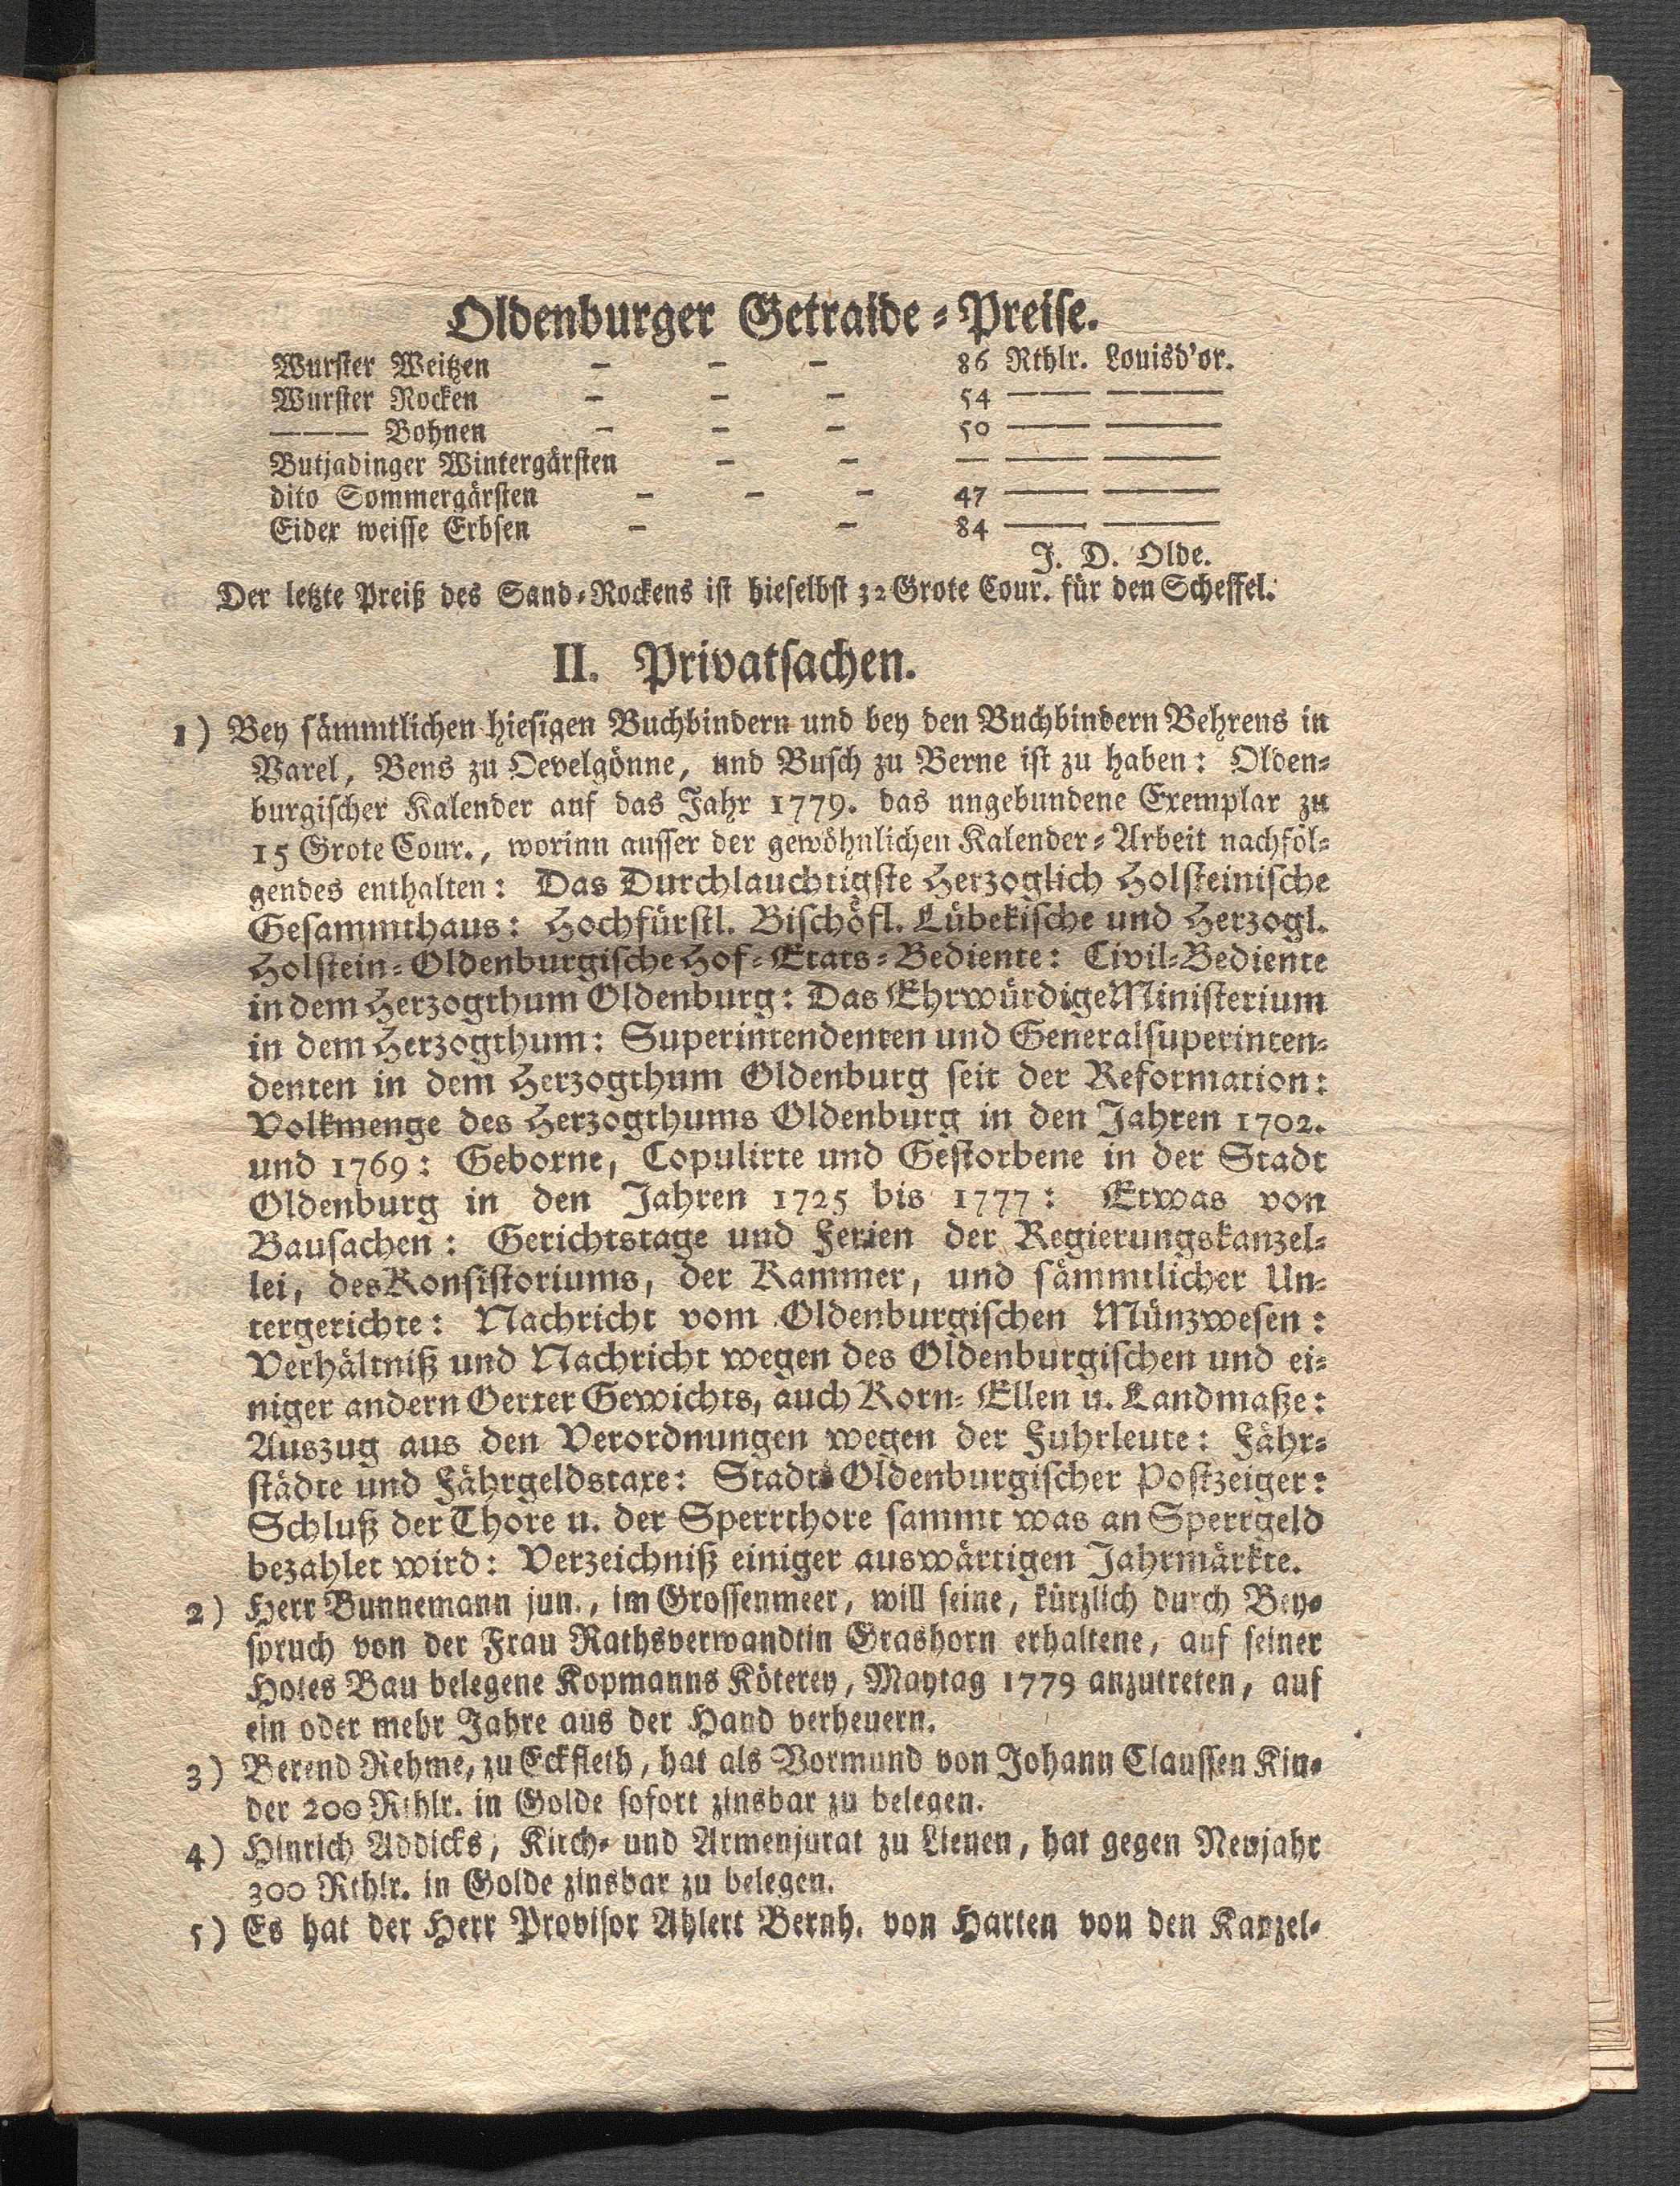 Oldenburger Getraide-Preise.
Wurster Weitzen - - - 86 Rthlr. Louisd'or.
Wurster Rocken - - - 54 —— ——
——— Bohnen - - - 50 —— ——
Butjadinger Wintergärsten - - — —— ——
dito Sommergärsten - - - 47 —— ——
Eider weisse Erbsen - - 84 —— ——
J. D. Olde.
Der letzte Preiß des Sand-Rockens ist hieselbst 32 Grote Cour. für den Scheffel.
II. Privatsachen.
1) Bey sämmtlichen hiesigen Buchbindern und bey den Buchbindern Behrens in
Varel, Bens zu Oevelgönne, und Busch zu Berne ist zu haben: Olden-
burgischer Kalender auf das Jahr 1779. das ungebundene Exemplar zu
15 Grote Cour., worinn ausser der gewöhnlichen Kalender-Arbeit nachföl-
gendes enthalten: Das Durchlauchtigste Herzoglich Holsteinische
Gesammthaus: Hochfürstl. Bischöfl. Lübekische und Herzogl.
Holstein-Oldenburgische Hof-Etats-Bediente: Civil-Bediente
in dem Herzogthum Oldenburg: Das Ehrwürdige Ministerium
in dem Herzogthum: Superintendenten und Generalsuperinten-
denten in dem Herzogthum Oldenburg seit der Reformation:
Volkmenge des Herzogthums Oldenburg in den Jahren 1702.
und 1769: Geborne, Copulirte und Gestorbene in der Stadt
Oldenburg in den Jahren 1725 bis 1777: Etwas von
Bausachen: Gerichtstage und Ferien der Regierungskanzel-
lei, des Konsistoriums, der Kammer, und sämmtlicher Un-
tergerichte: Nachricht vom Oldenburgischen Münzwesen:
Verhältniß und Nachricht wegen des Oldenburgischen und ei-
niger andern Oerter Gewichts, auch Korn- Ellen u. Landmaße:
Auszug aus den Verordnungen wegen der Fuhrleute: Fähr-
städte und Fährgeldstaxe: Stadt-Oldenburgischer Postzeiger:
Schluß der Thore u. der Sperrthore sammt was an Sperrgeld
bezahlet wird: Verzeichniß einiger auswärtigen Jahrmärkte.
2) Herr Bunnemann jun., im Grossenmeer, will seine, kürzlich durch Bey-
spruch von der Frau Rathsverwandtin Grashorn erhaltene, auf seiner
Hofes Bau belegene Kopmanns Köterey, Maytag 1779 anzutreten, auf
ein oder mehr Jahre aus der Hand verheuern.
3) Berend Rehme, zu Eckfleth, hat als Vormund von Johann Claussen Kin-
der 200 Rthlr. in Golde sofort zinsbar zu belegen.
4) Hinrich Addicks, Kirch- und Armenjurat zu Lienen, hat gegen Neujahr
300 Rthlr. in Golde zinsbar zu belegen.
5) Es hat der Herr Provisor Ahlert Bernh. von Harten von den Kanzel-